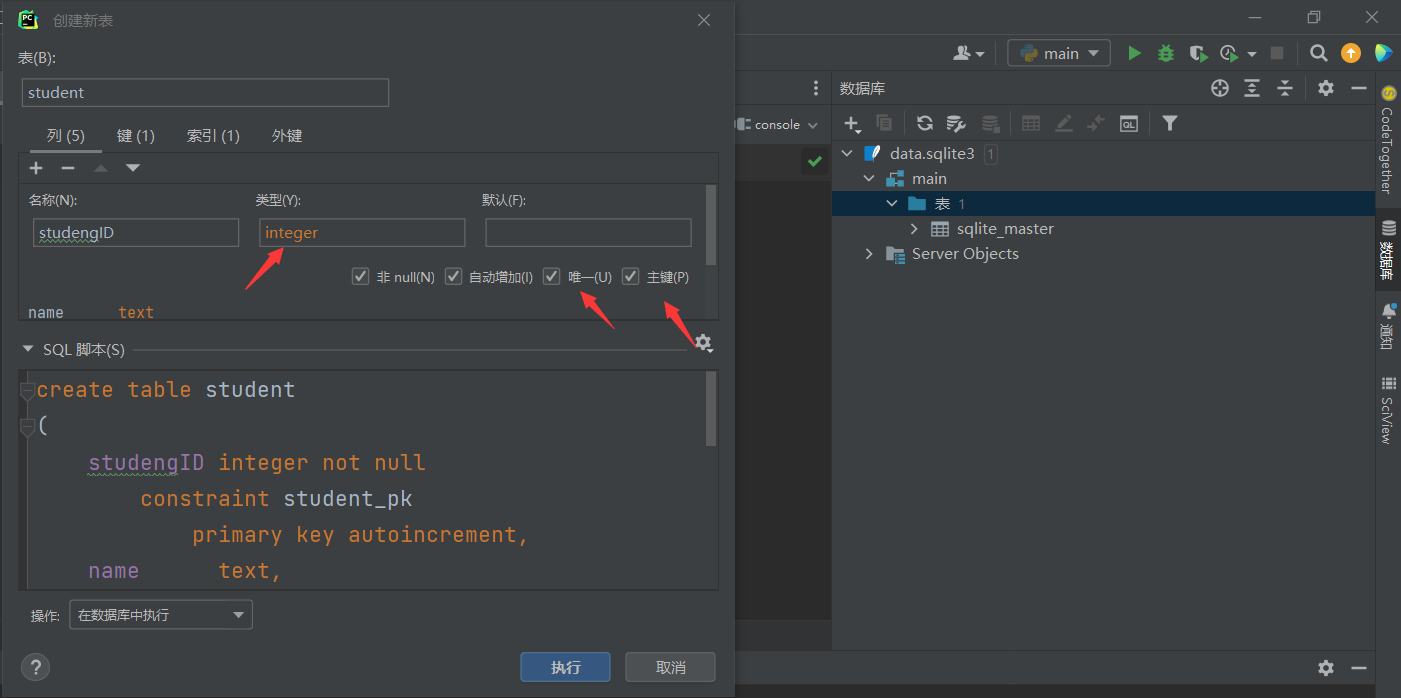 创建新表
表(B):
student
列 (5) 键 (1) 索引 (1) 外键
名称(N): 类型(Y): 默认(F):
studengID integer
非 null(N) 自动增加(I) 唯一(U) 主键(P)
name text
SQL 脚本(S)
create table student
(
studengID integer not null
constraint student_pk
primary key autoincrement,
name text,
操作: 在数据库中执行
? 执行 取消
main
console
数据库
QL
data.sqlite3 1
main
表 1
sqlite_master
Server Objects
CodeTogether
数据库
通知
SciView